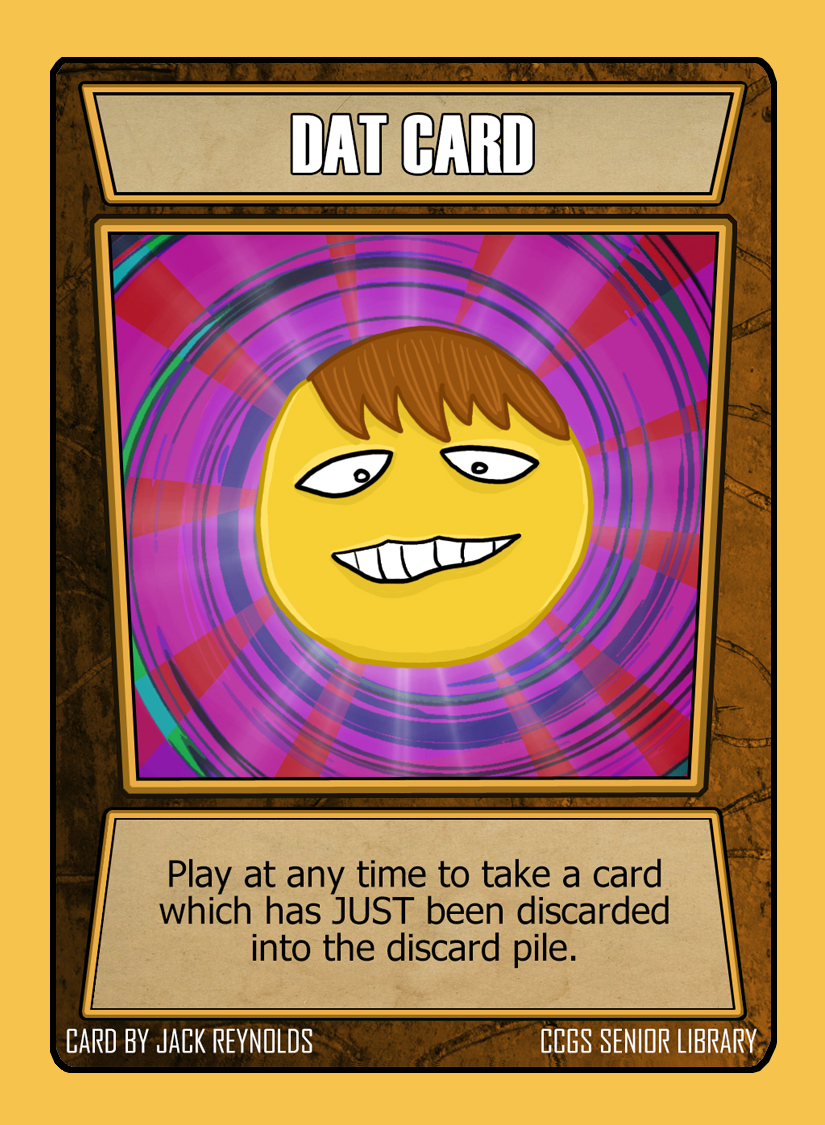 DAT CARD
Play at any time to take a card
which has JUST been discarded
into the discard pile.
CARD BY JACK REYNOLDS
CCGS SENIOR LIBRARY